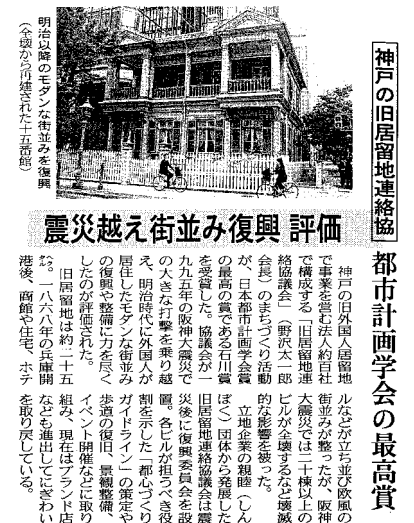 神戸の旧居留地連絡協
都市計画学会の最高賞
震災越え街並み復興 評価
明治以降のモダンな街並みを復興
(全壊から再建された十五番館)
神戸の旧外国人居留地
で事業を営む法人約百社
で構成する「旧居留地連
絡協議会」(野沢太一郎
会長)のまちづくり活動
が、日本都市計画学会賞
の最高の賞である石川賞
を受賞した。協議会が一
九九五年の阪神大震災で
の大きな打撃を乗り越
え、明治時代に外国人が
居住したモダンな街並み
の復興や整備に力を尽く
したのが評価された。
旧居留地は約二十五
㌶。一八六八年の兵庫開
港後、商館や住宅、ホテ
ルなどが立ち並び欧風の
街並みが整ったが、阪神
大震災では二十棟以上の
ビルが全壊するなど壊滅
的な影響を被った。
立地企業の親睦(しん
ぼく)団体から発展した
旧居留地連絡協議会は震
災後に復興委員会を設
置。各ビルが担うべき役
割を示した「都心づくり
ガイドライン」の策定や
歩道の復旧、景観整備、
イベント開催などに取り
組み、現在はブランド店
なども進出してにぎわい
を取り戻している。